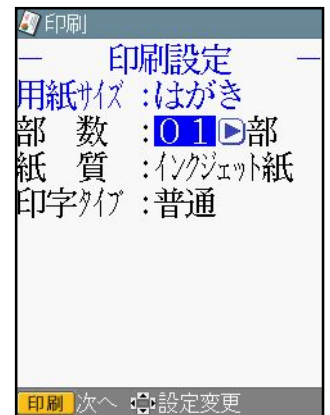 印刷
― 印刷設定 ―
用紙サイズ:はがき
部 数 :01▶部
紙 質 :インクジェット紙
印字タイプ:普通
印刷 次へ 設定変更